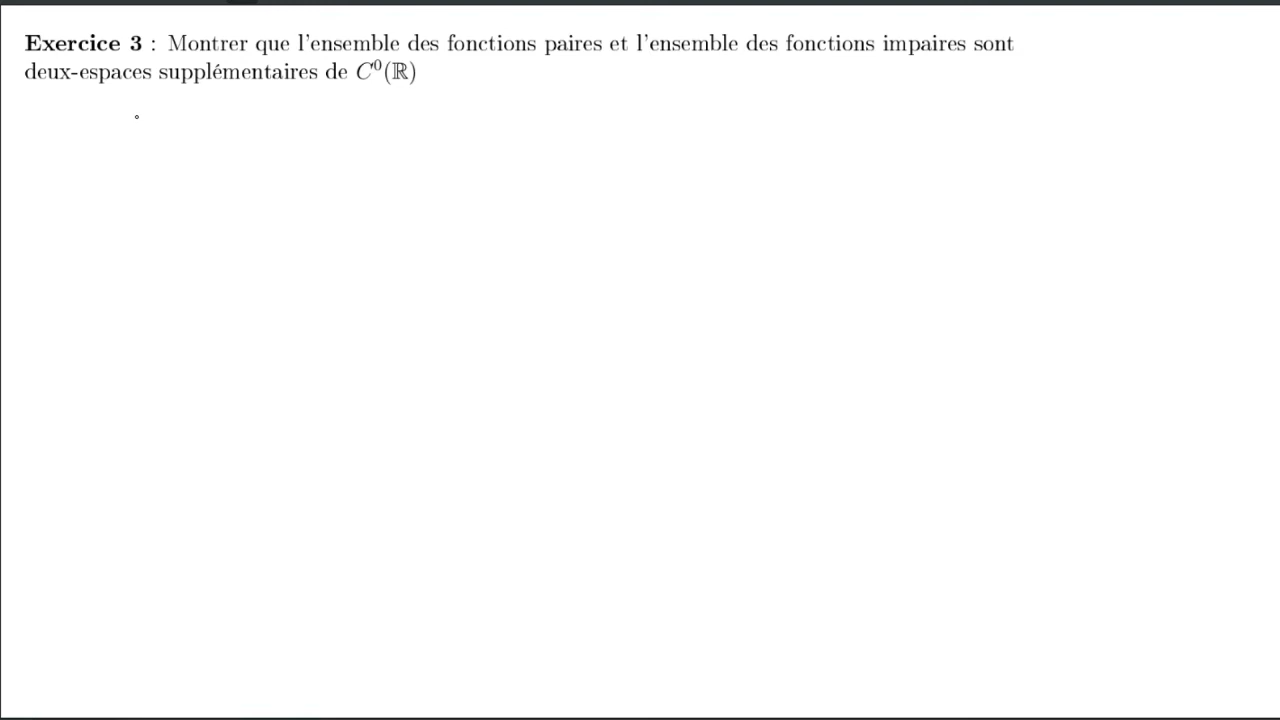 Exercice 3 : Montrer que l'ensemble des fonctions paires et l'ensemble des fonctions impaires sont
deux-espaces supplémentaires de C⁰(ℝ)